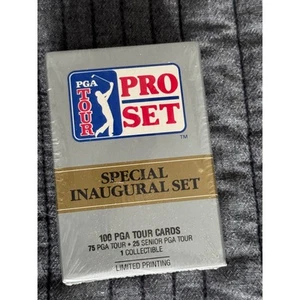 PGA
TOUR
PRO
SET
TM
SPECIAL
INAUGURAL SET
100 PGA TOUR CARDS
75 PGA TOUR • 25 SENIOR PGA TOUR
1 COLLECTIBLE
LIMITED PRINTING